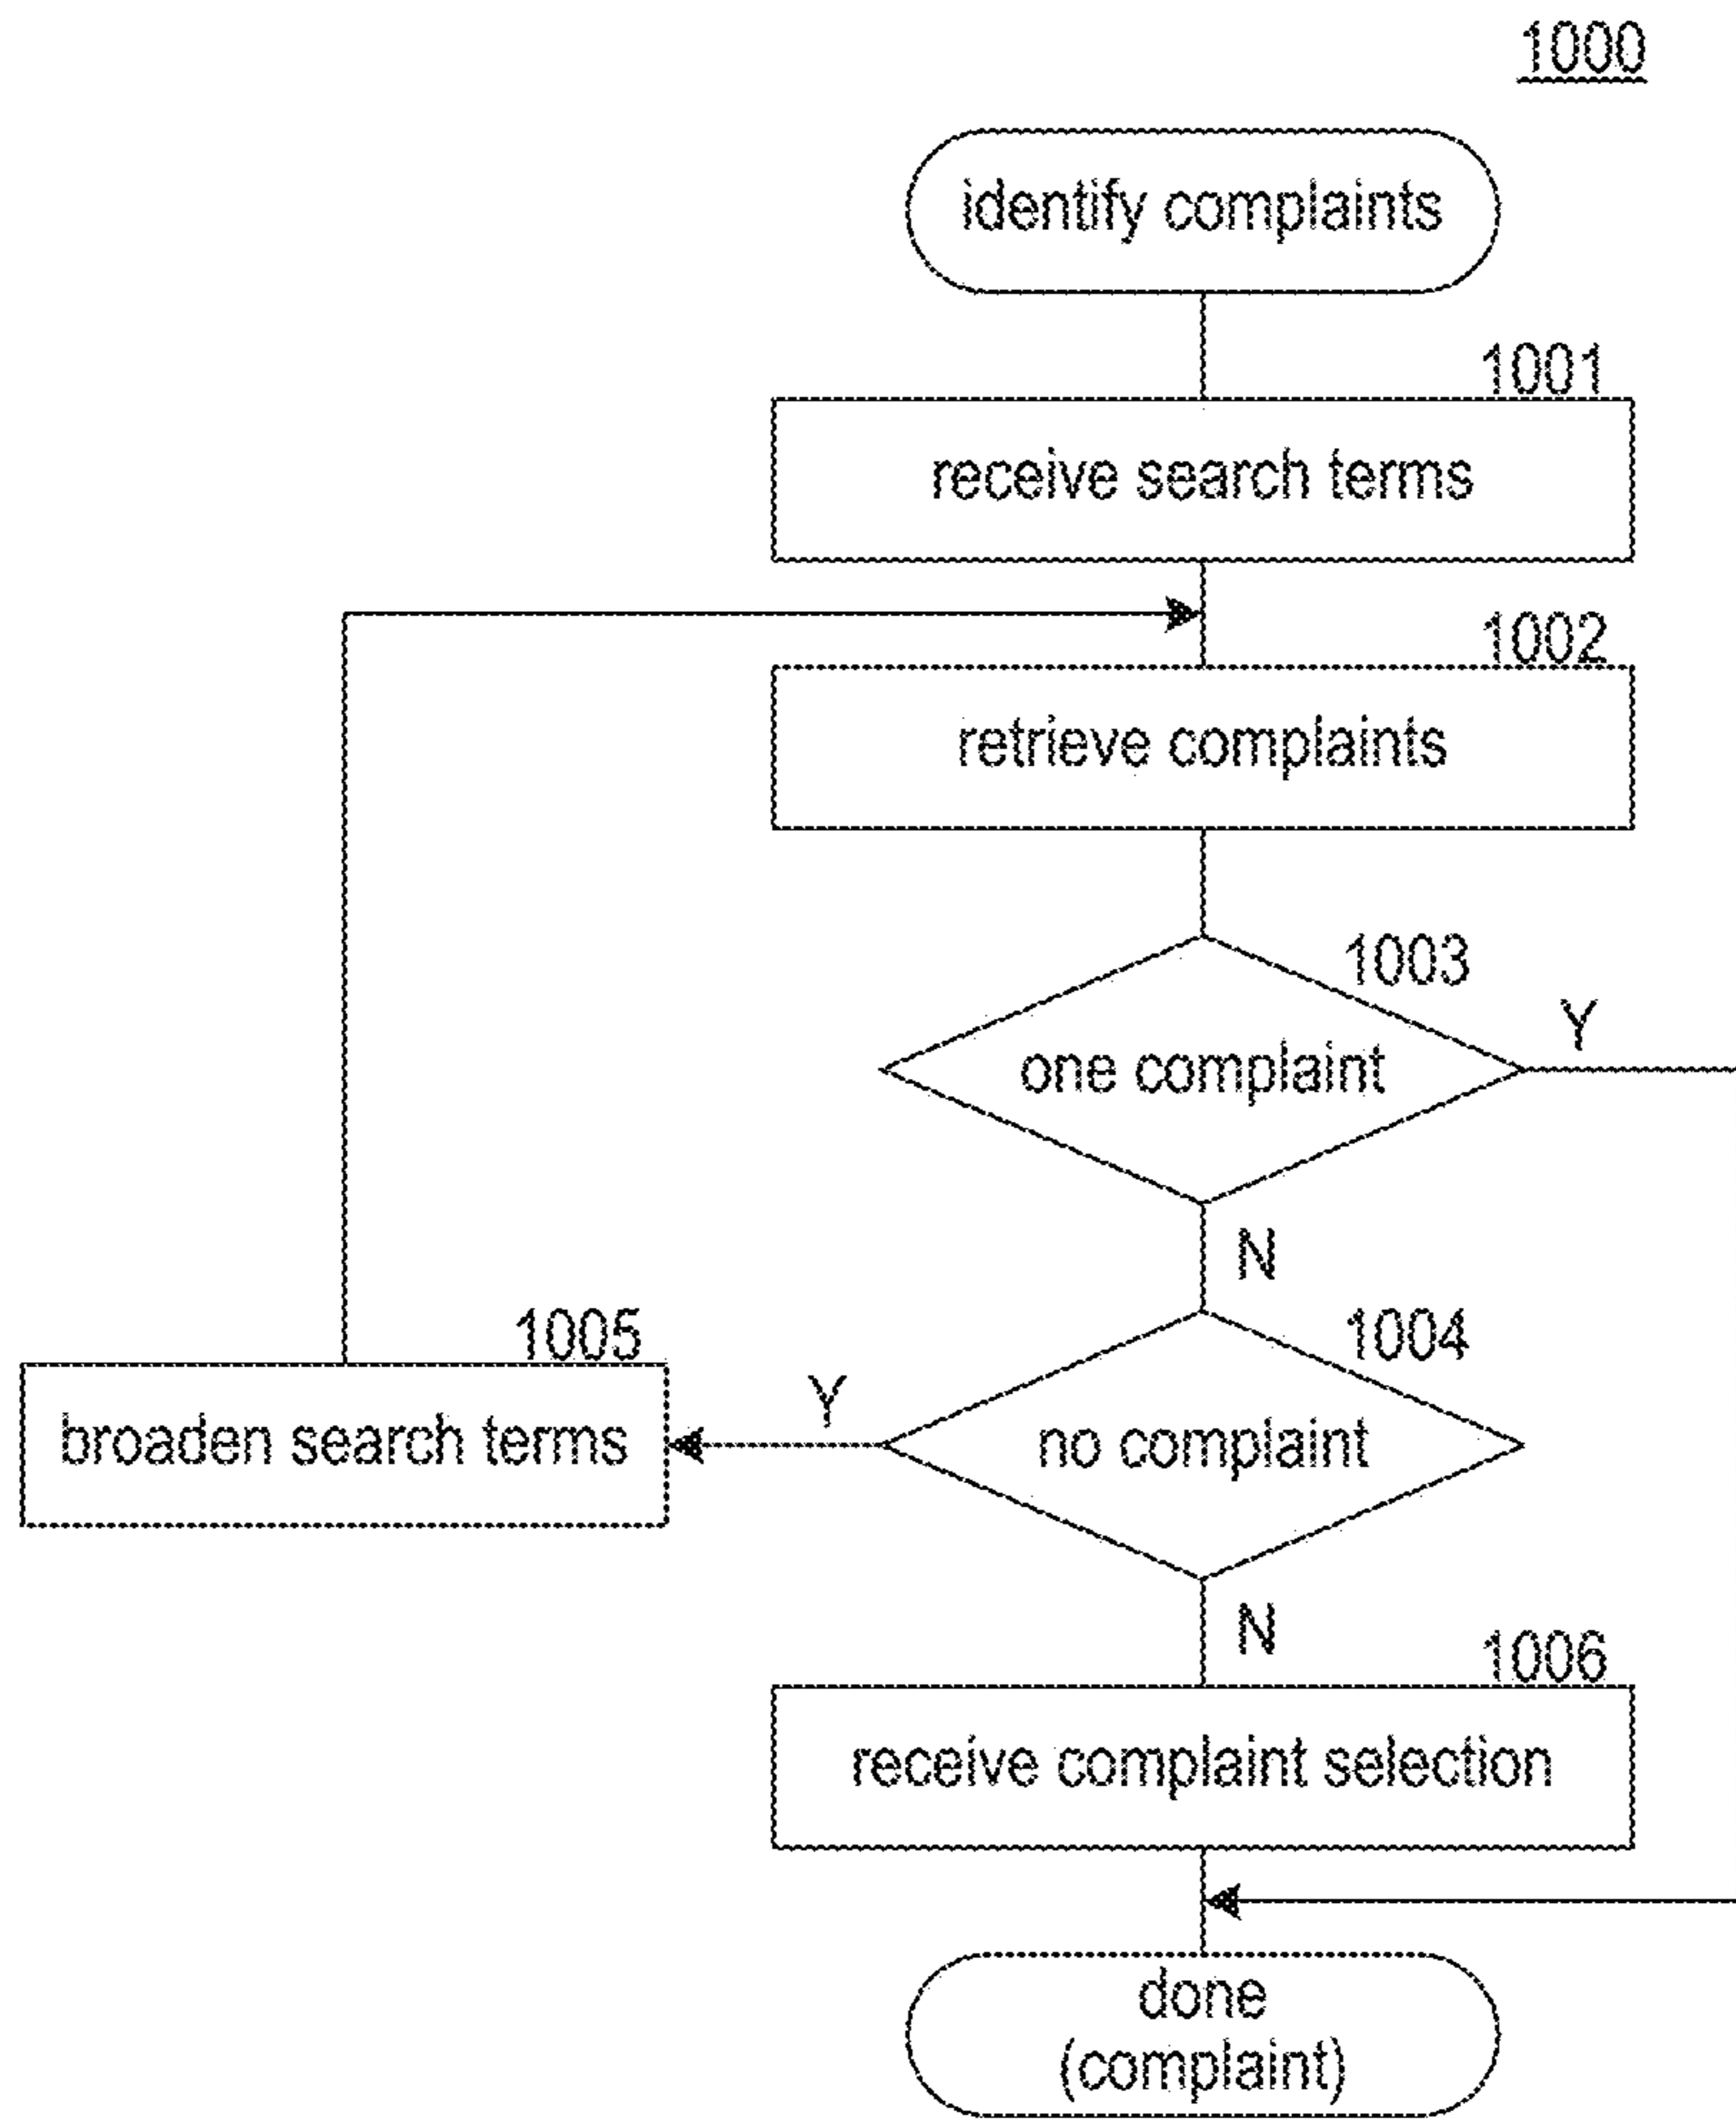 1000
identify complaints
1001
receive search terms
1002
retrieve complaints
1003
one complaint
Y
N
1004
no complaint
Y
1005
broaden search terms
N
1006
receive complaint selection
done
(complaint)